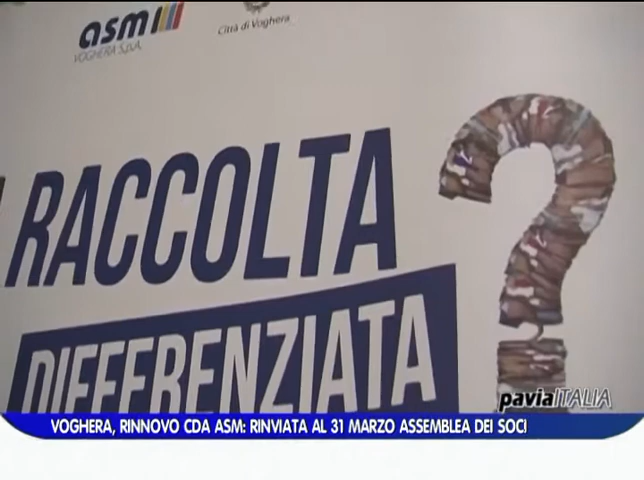 asm
VOGHERA S.p.A.
Città di Voghera
RACCOLTA
DIFFERENZIATA
paviaITALIA
VOGHERA, RINNOVO CDA ASM: RINVIATA AL 31 MARZO ASSEMBLEA DEI SOCI